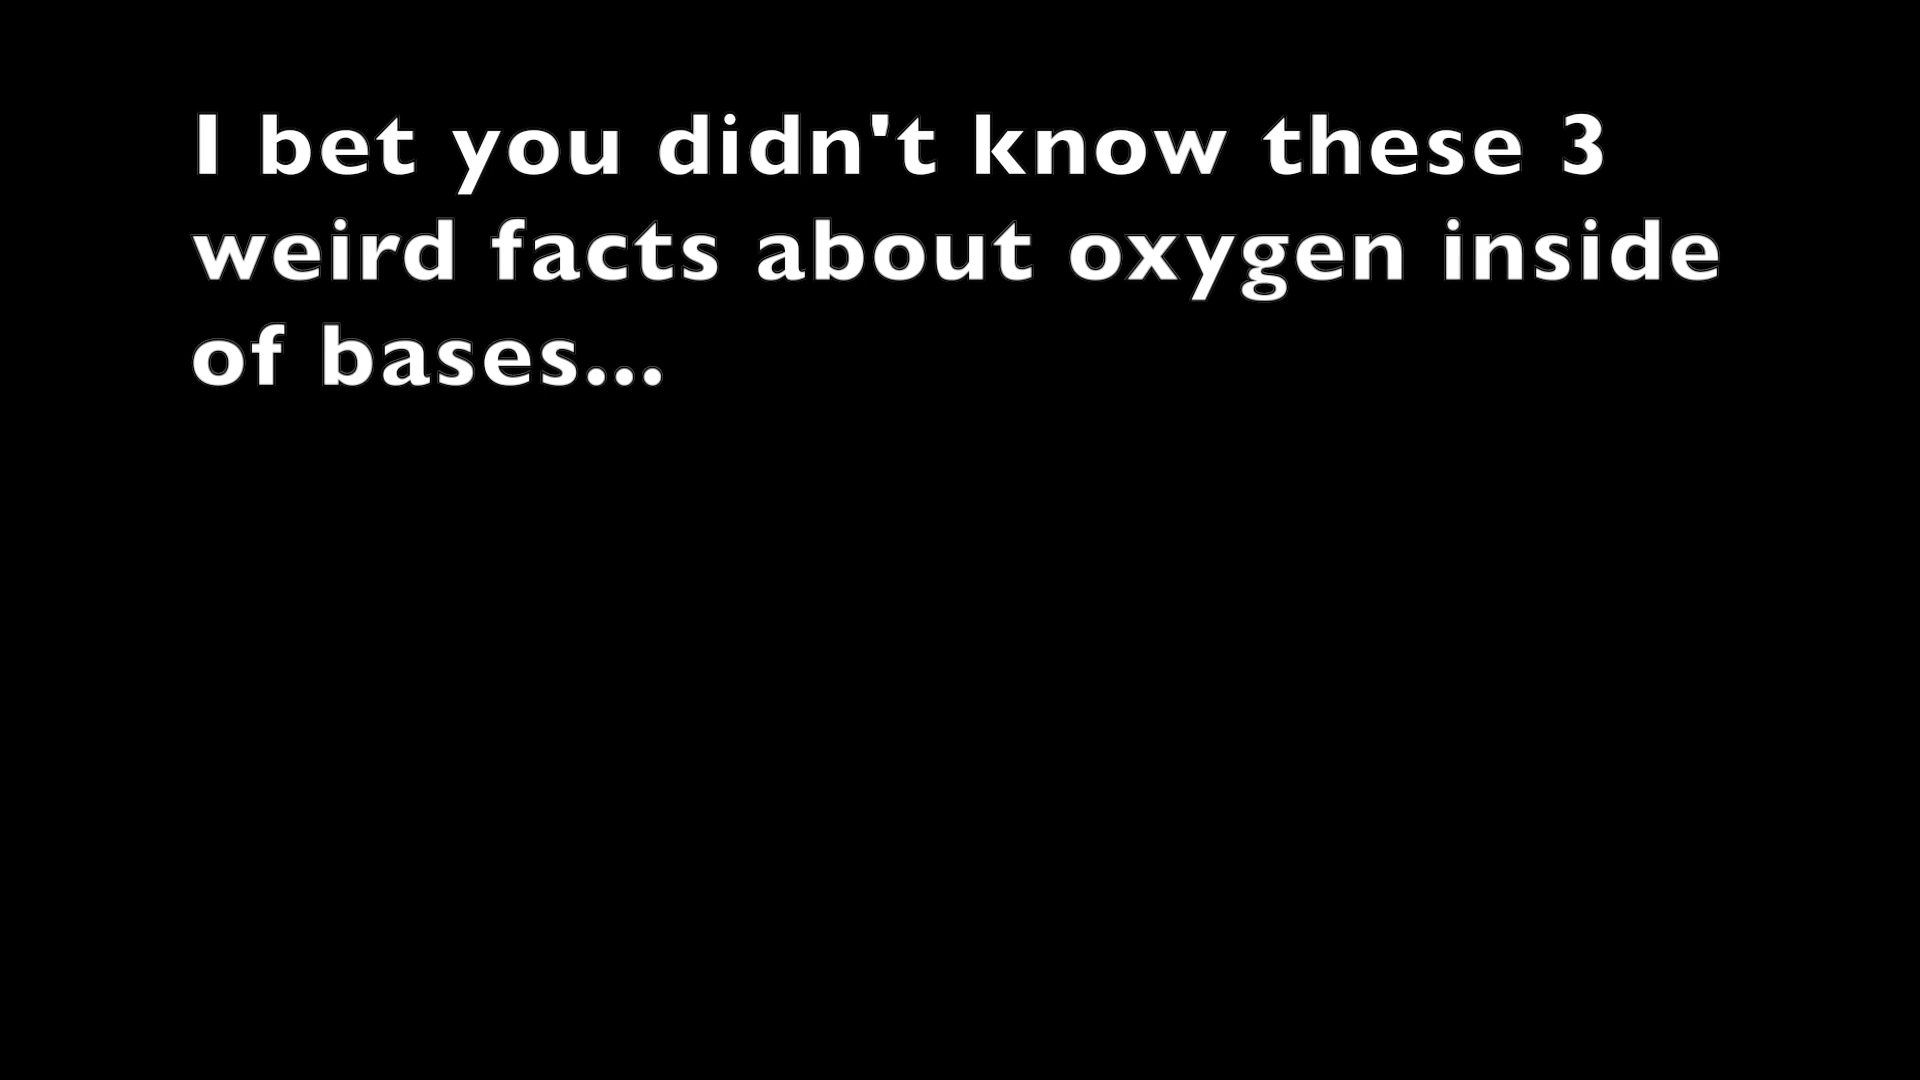 I bet you didn't know these 3
weird facts about oxygen inside
of bases...